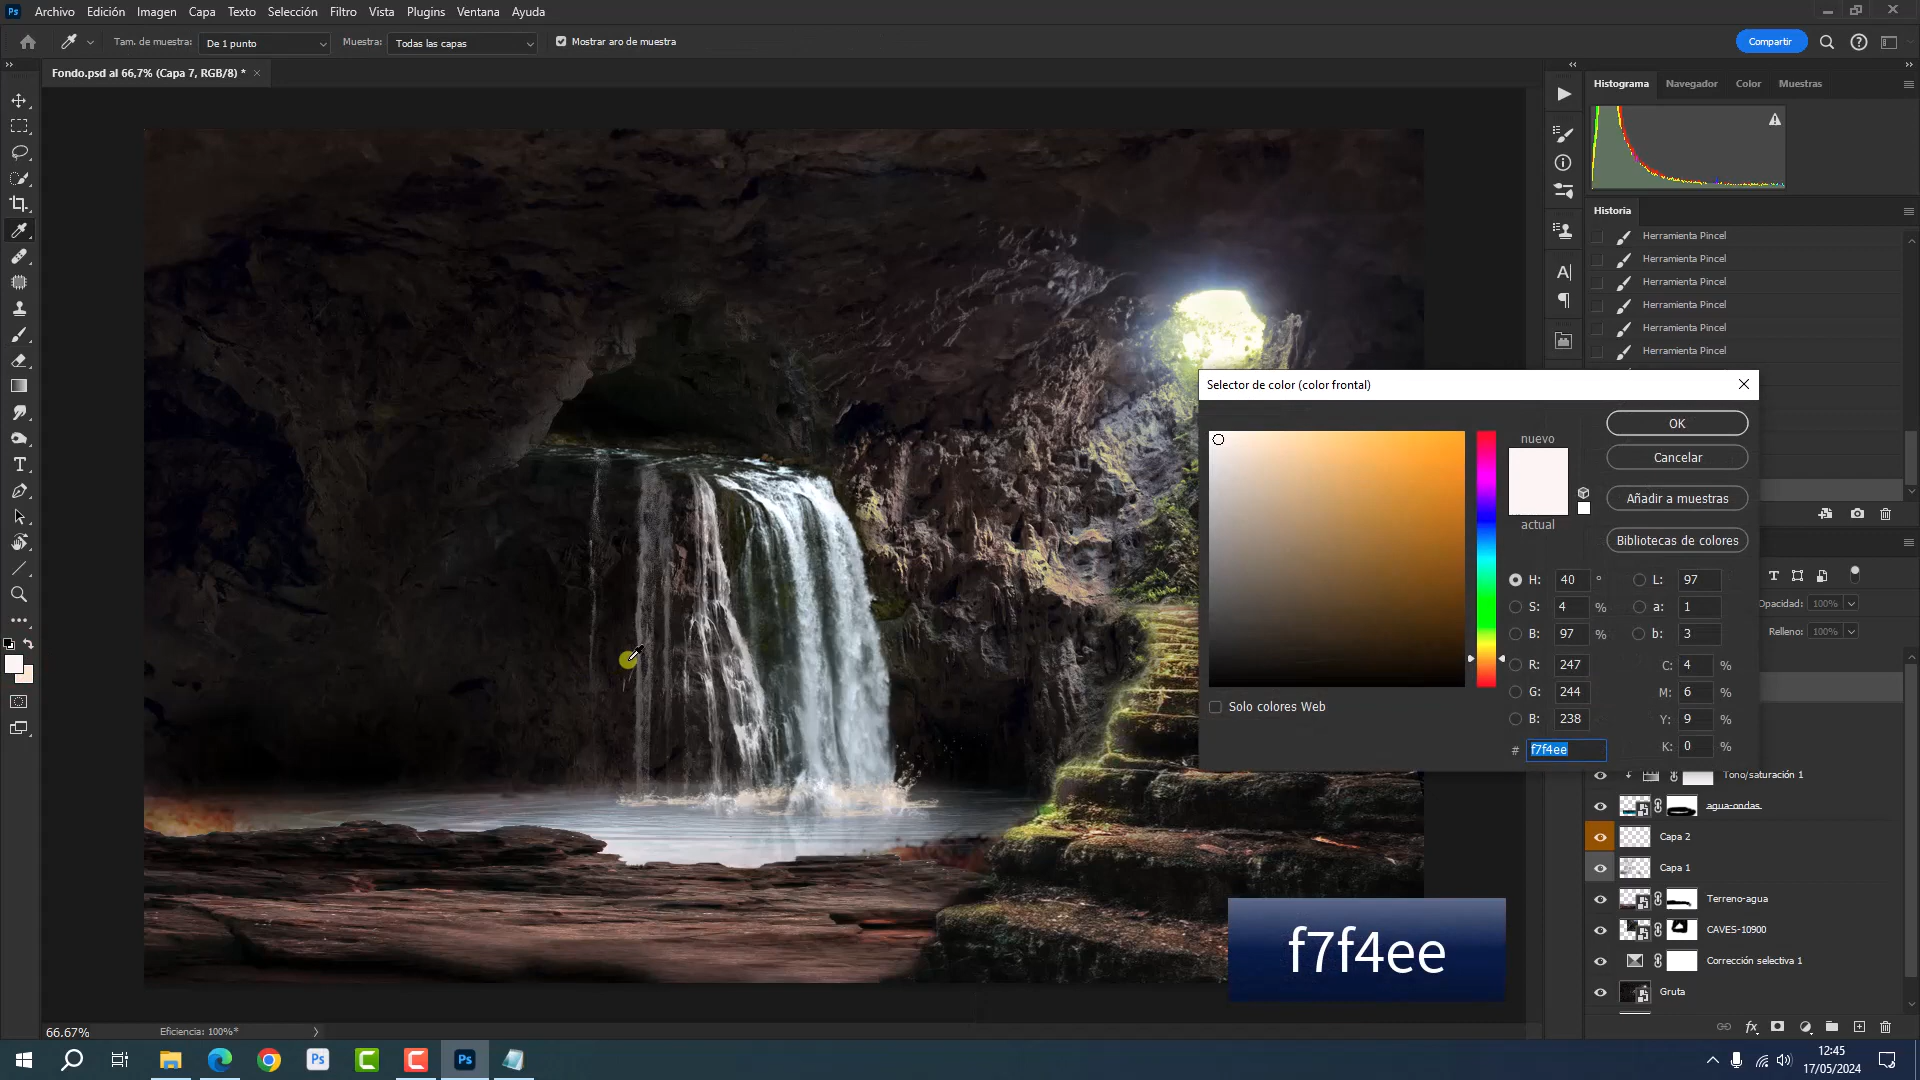 Ps Archivo Edición Imagen Capa Texto Selección Filtro Vista Plugins Ventana Ayuda
Tam. de muestra: De 1 punto Muestra: Todas las capas Mostrar aro de muestra Compartir
Fondo.psd al 66,7% (Capa 7, RGB/8) *
Histograma Navegador Color Muestras
Historia
Herramienta Pincel
Herramienta Pincel
Herramienta Pincel
Herramienta Pincel
Herramienta Pincel
Herramienta Pincel
Selector de color (color frontal)
nuevo
actual
OK
Cancelar
Añadir a muestras
Bibliotecas de colores
H: 40 ° L: 97
S: 4 % a: 1
B: 97 % b: 3
R: 247 C: 4 %
G: 244 M: 6 %
B: 238 Y: 9 %
# f7f4ee K: 0 %
Solo colores Web
Opacidad: 100%
Relleno: 100%
Tono/saturación 1
agua-ondas.
Capa 2
Capa 1
Terreno-agua
CAVES-10900
Corrección selectiva 1
Gruta
f7f4ee
66.67% Eficiencia: 100%*
12:45
17/05/2024